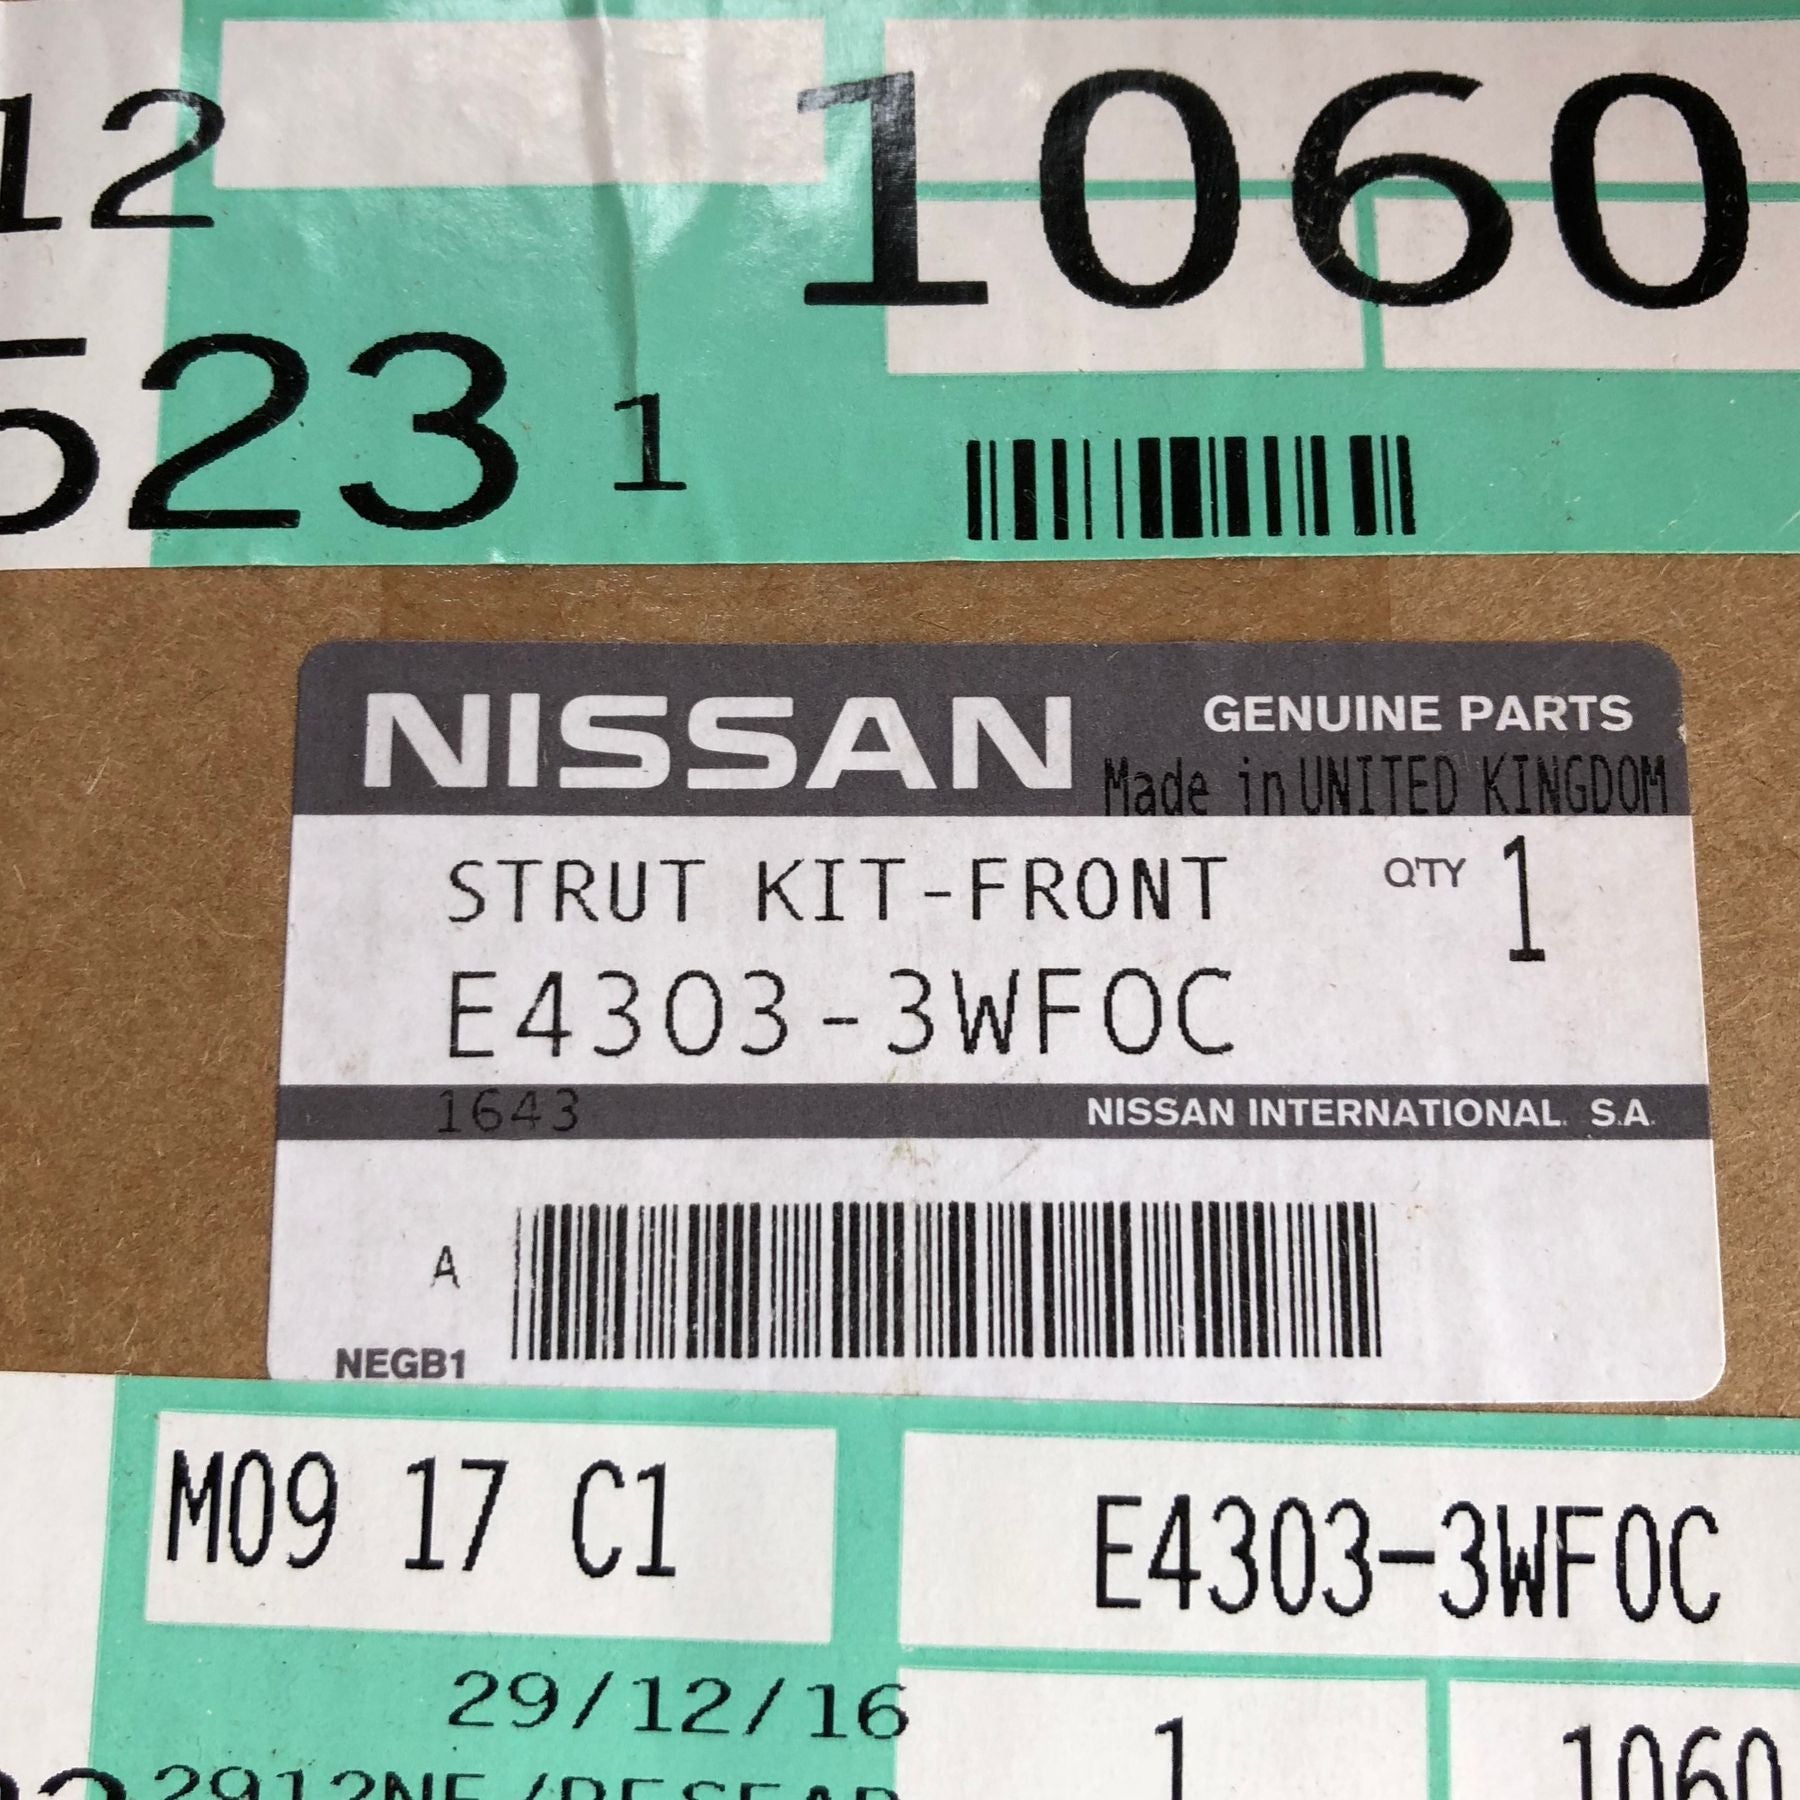 12
1060
523 1
NISSAN GENUINE PARTS
Made in UNITED KINGDOM
STRUT KIT-FRONT Q'TY 1
E4303-3WF0C
1643 NISSAN INTERNATIONAL. S.A.
A
NEGB1
M09 17 C1 E4303-3WF0C
29/12/16
1 1060